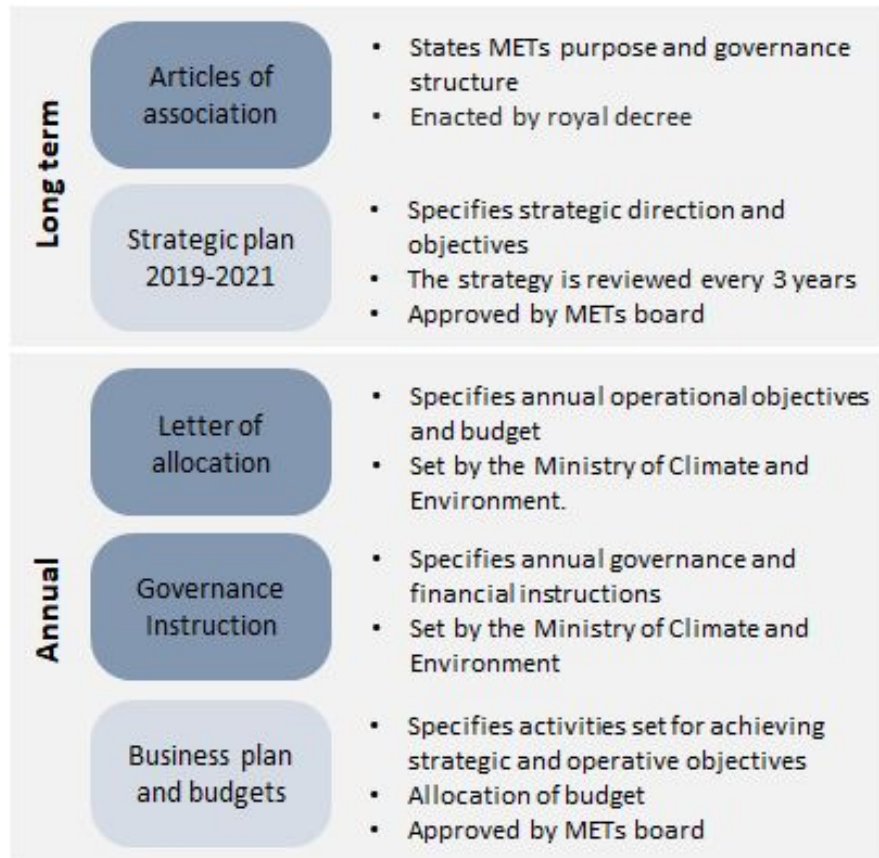 Long term
Articles of
association
• States METs purpose and governance
structure
• Enacted by royal decree
Strategic plan
2019-2021
• Specifies strategic direction and
objectives
• The strategy is reviewed every 3 years
• Approved by METs board
Annual
Letter of
allocation
• Specifies annual operational objectives
and budget
• Set by the Ministry of Climate and
Environment.
Governance
Instruction
• Specifies annual governance and
financial instructions
• Set by the Ministry of Climate and
Environment
Business plan
and budgets
• Specifies activities set for achieving
strategic and operative objectives
• Allocation of budget
• Approved by METs board